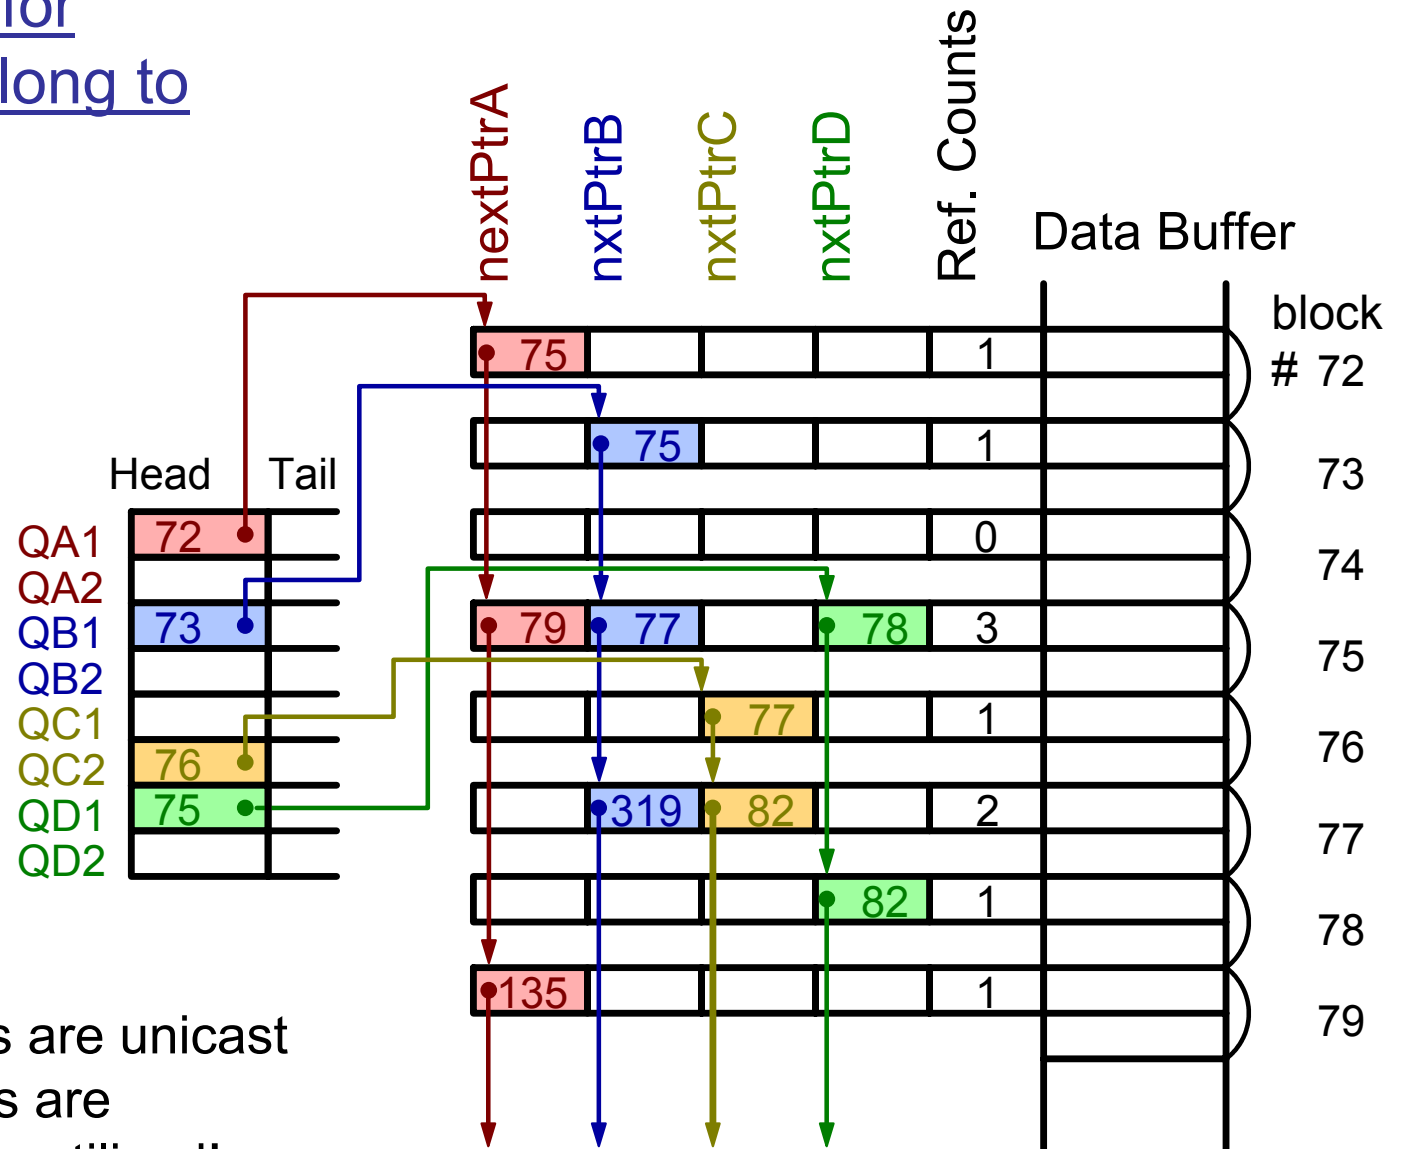 for
long to
nextPtrA
nxtPtrB
nxtPtrC
nxtPtrD
Ref. Counts
Data Buffer
block
75 1 # 72
75 1 73
Head Tail
QA1 72 0 74
QA2
QB1 73 79 77 78 3 75
QB2
QC1 77 1 76
QC2 76
QD1 75 319 82 2 77
QD2
82 1 78
135 1 79
s are unicast
s are